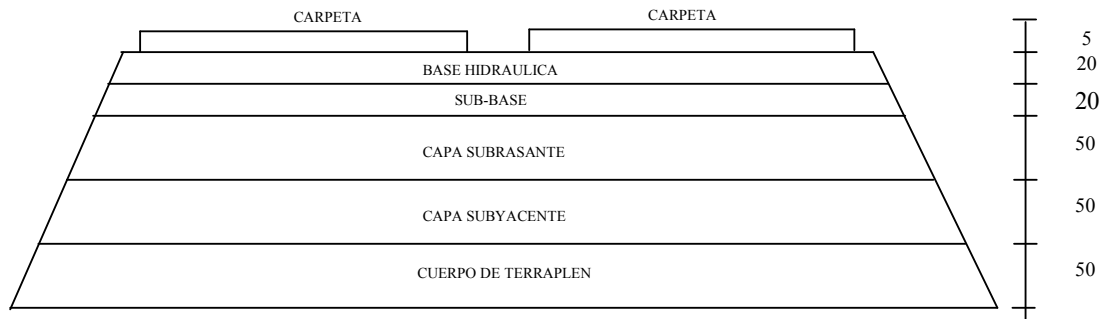 CARPETA CARPETA
5
BASE HIDRAULICA 20
SUB-BASE 20
CAPA SUBRASANTE 50
CAPA SUBYACENTE 50
CUERPO DE TERRAPLEN 50